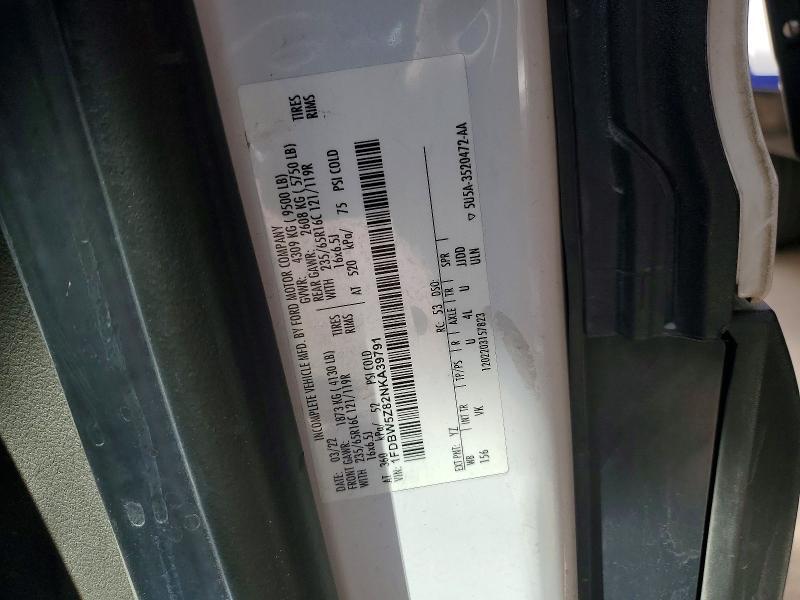 INCOMPLETE VEHICLE MFD. BY FORD MOTOR COMPANY
DATE: 03/22 GVWR: 4309 KG ( 9500 LB)
FRONT GAWR: 1873 KG ( 4130 LB) REAR GAWR: 2608 KG ( 5750 LB)
WITH 235/65R16C 121/119R TIRES WITH 235/65R16C 121/119R TIRES
16x6.5J RIMS 16x6.5J RIMS
AT 360 kPa/ 52 PSI COLD AT 520 kPa/ 75 PSI COLD
VIN: 1FDBW5Z82NKA39791
EXT PNT: YZ RC: 53 DSO:
WB INT TR TP/PS R AXLE TR SPR
156 VK U 4L U JJDD
1202203157823 ULN
▽ 5U5A-3520472-AA